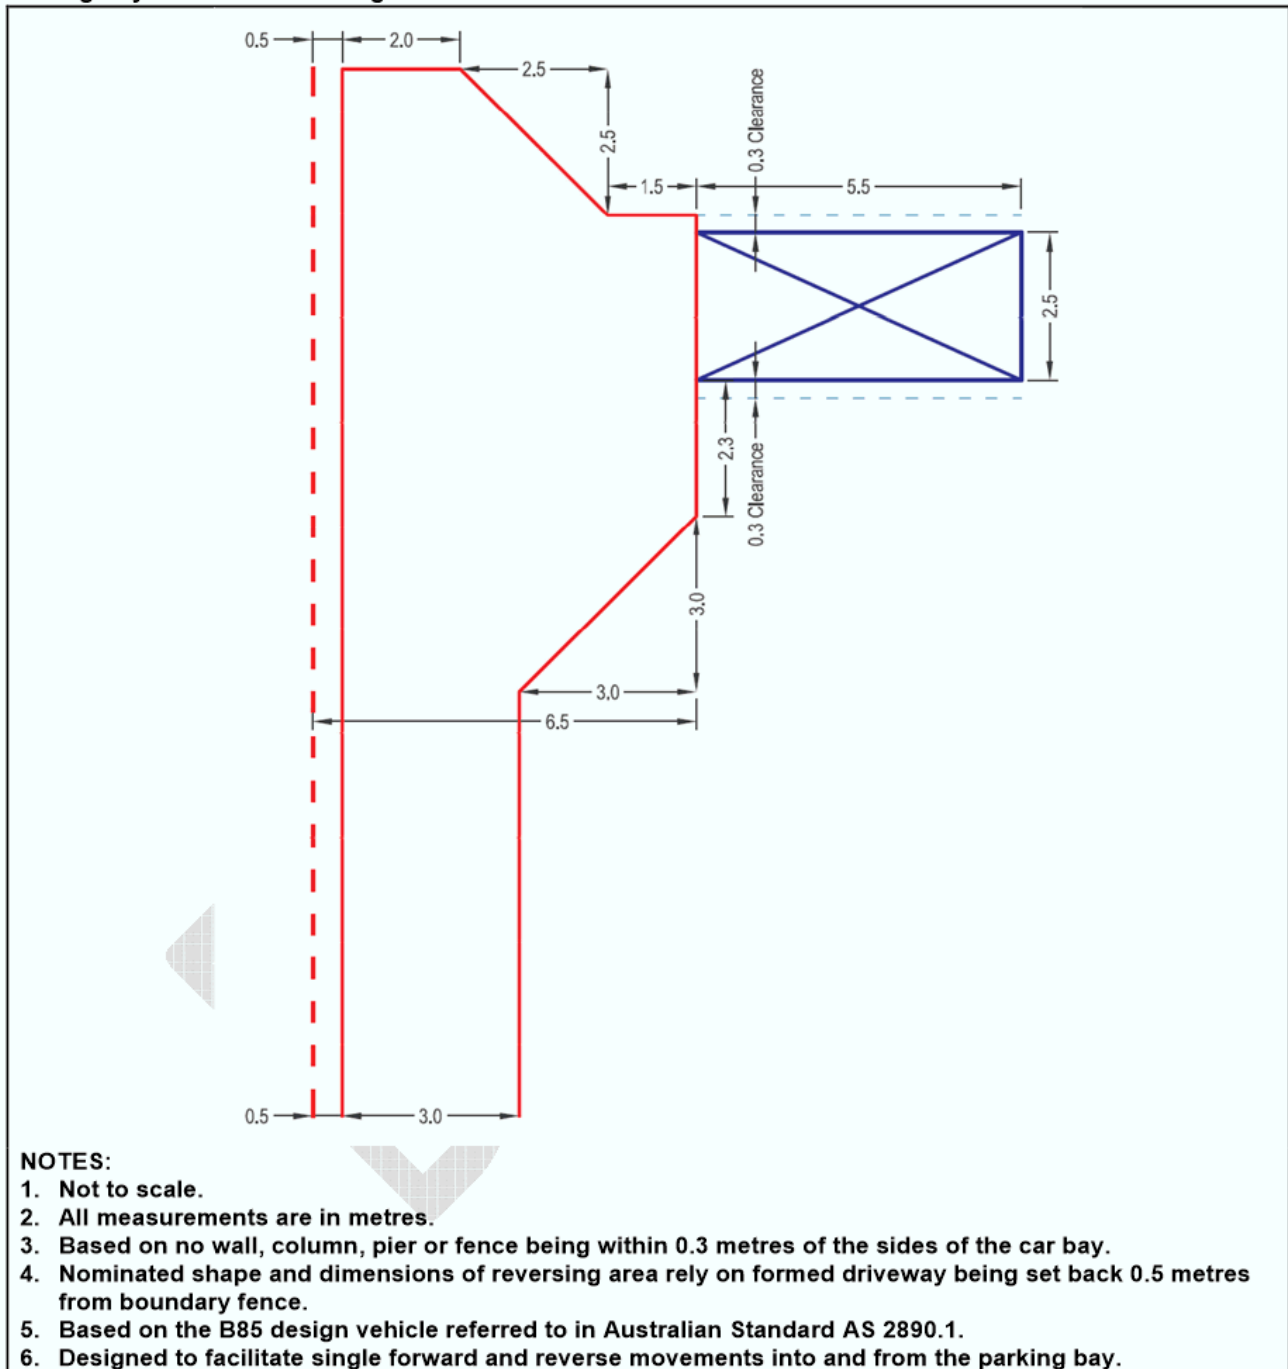 0.5
2.0
2.5
2.5
0.3 Clearance
1.5
5.5
2.5
2.3
0.3 Clearance
3.0
3.0
6.5
0.5
3.0
NOTES:
1. Not to scale.
2. All measurements are in metres.
3. Based on no wall, column, pier or fence being within 0.3 metres of the sides of the car bay.
4. Nominated shape and dimensions of reversing area rely on formed driveway being set back 0.5 metres
from boundary fence.
5. Based on the B85 design vehicle referred to in Australian Standard AS 2890.1.
6. Designed to facilitate single forward and reverse movements into and from the parking bay.